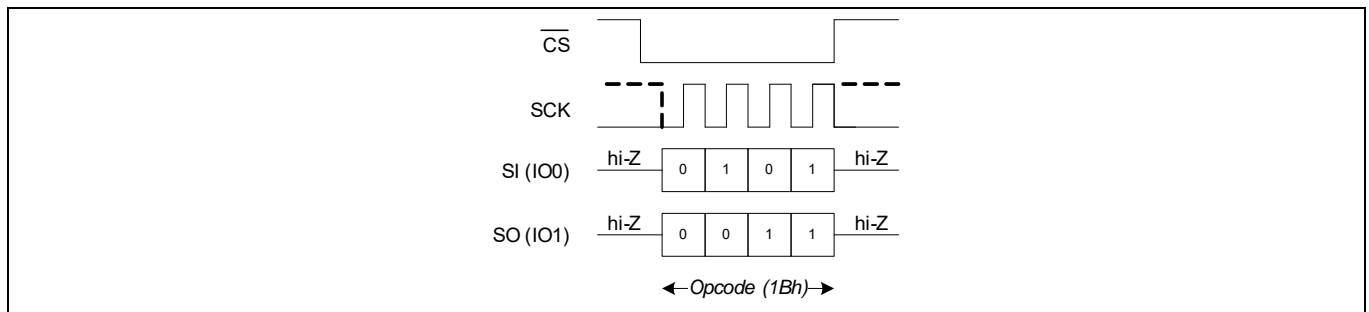 C̅S̅
SCK
SI (IO0) hi-Z 0 1 0 1 hi-Z
SO (IO1) hi-Z 0 0 1 1 hi-Z
Opcode (1Bh)